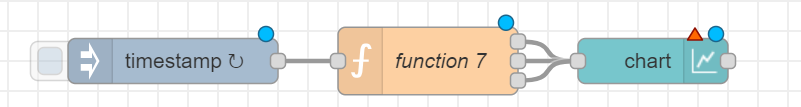 timestamp ↻
function 7
chart